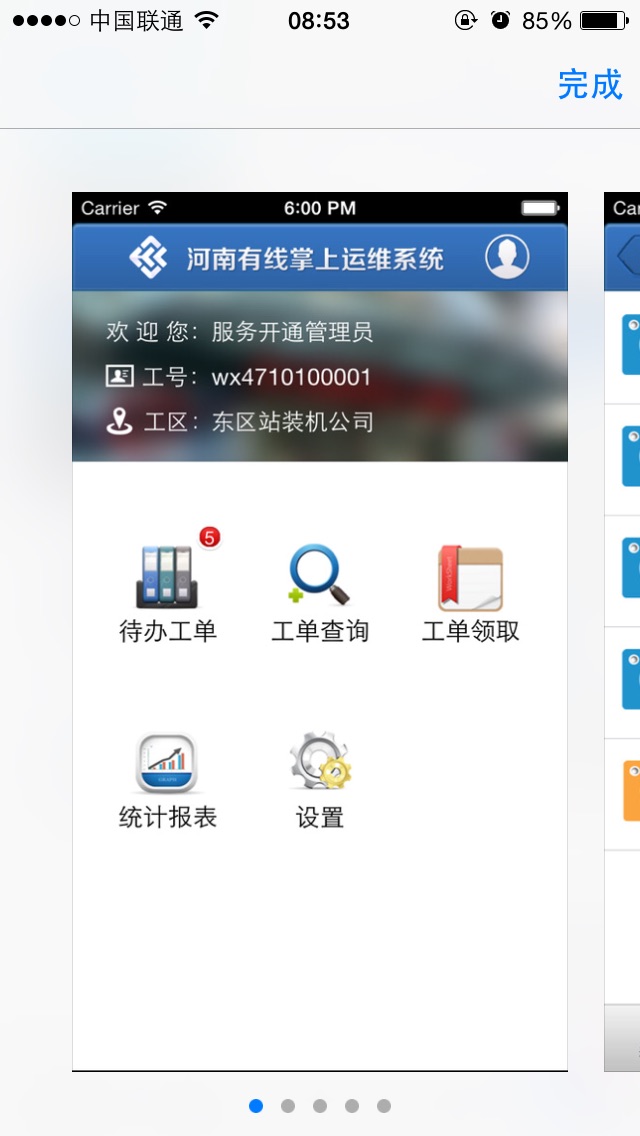 中国联通 08:53 85%
完成
Carrier 6:00 PM
Car
河南有线掌上运维系统
欢 迎 您：服务开通管理员
工号：wx4710100001
工区：东区站装机公司
5
待办工单 工单查询 工单领取
统计报表 设置